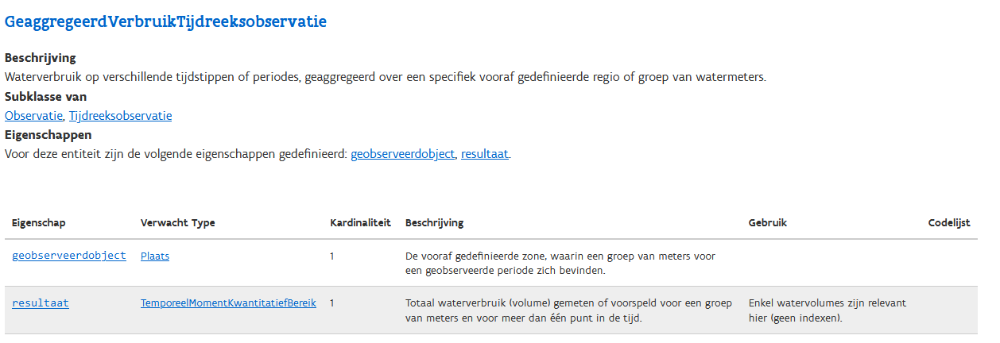 GeaggregeerdVerbruikTijdreeksobservatie
Beschrijving
Waterverbruik op verschillende tijdstippen of periodes, geaggregeerd over een specifiek vooraf gedefinieerde regio of groep van watermeters.
Subklasse van
Observatie, Tijdreeksobservatie
Eigenschappen
Voor deze entiteit zijn de volgende eigenschappen gedefinieerd: geobserveerdobject, resultaat.
Eigenschap Verwacht Type Kardinaliteit Beschrijving Gebruik Codelijst
geobserveerdobject Plaats 1 De vooraf gedefinieerde zone, waarin een groep van meters voor
een geobserveerde periode zich bevinden.
resultaat TemporeelMomentKwantitatiefBereik 1 Totaal waterverbruik (volume) gemeten of voorspeld voor een groep Enkel watervolumes zijn relevant
van meters en voor meer dan één punt in de tijd. hier (geen indexen).